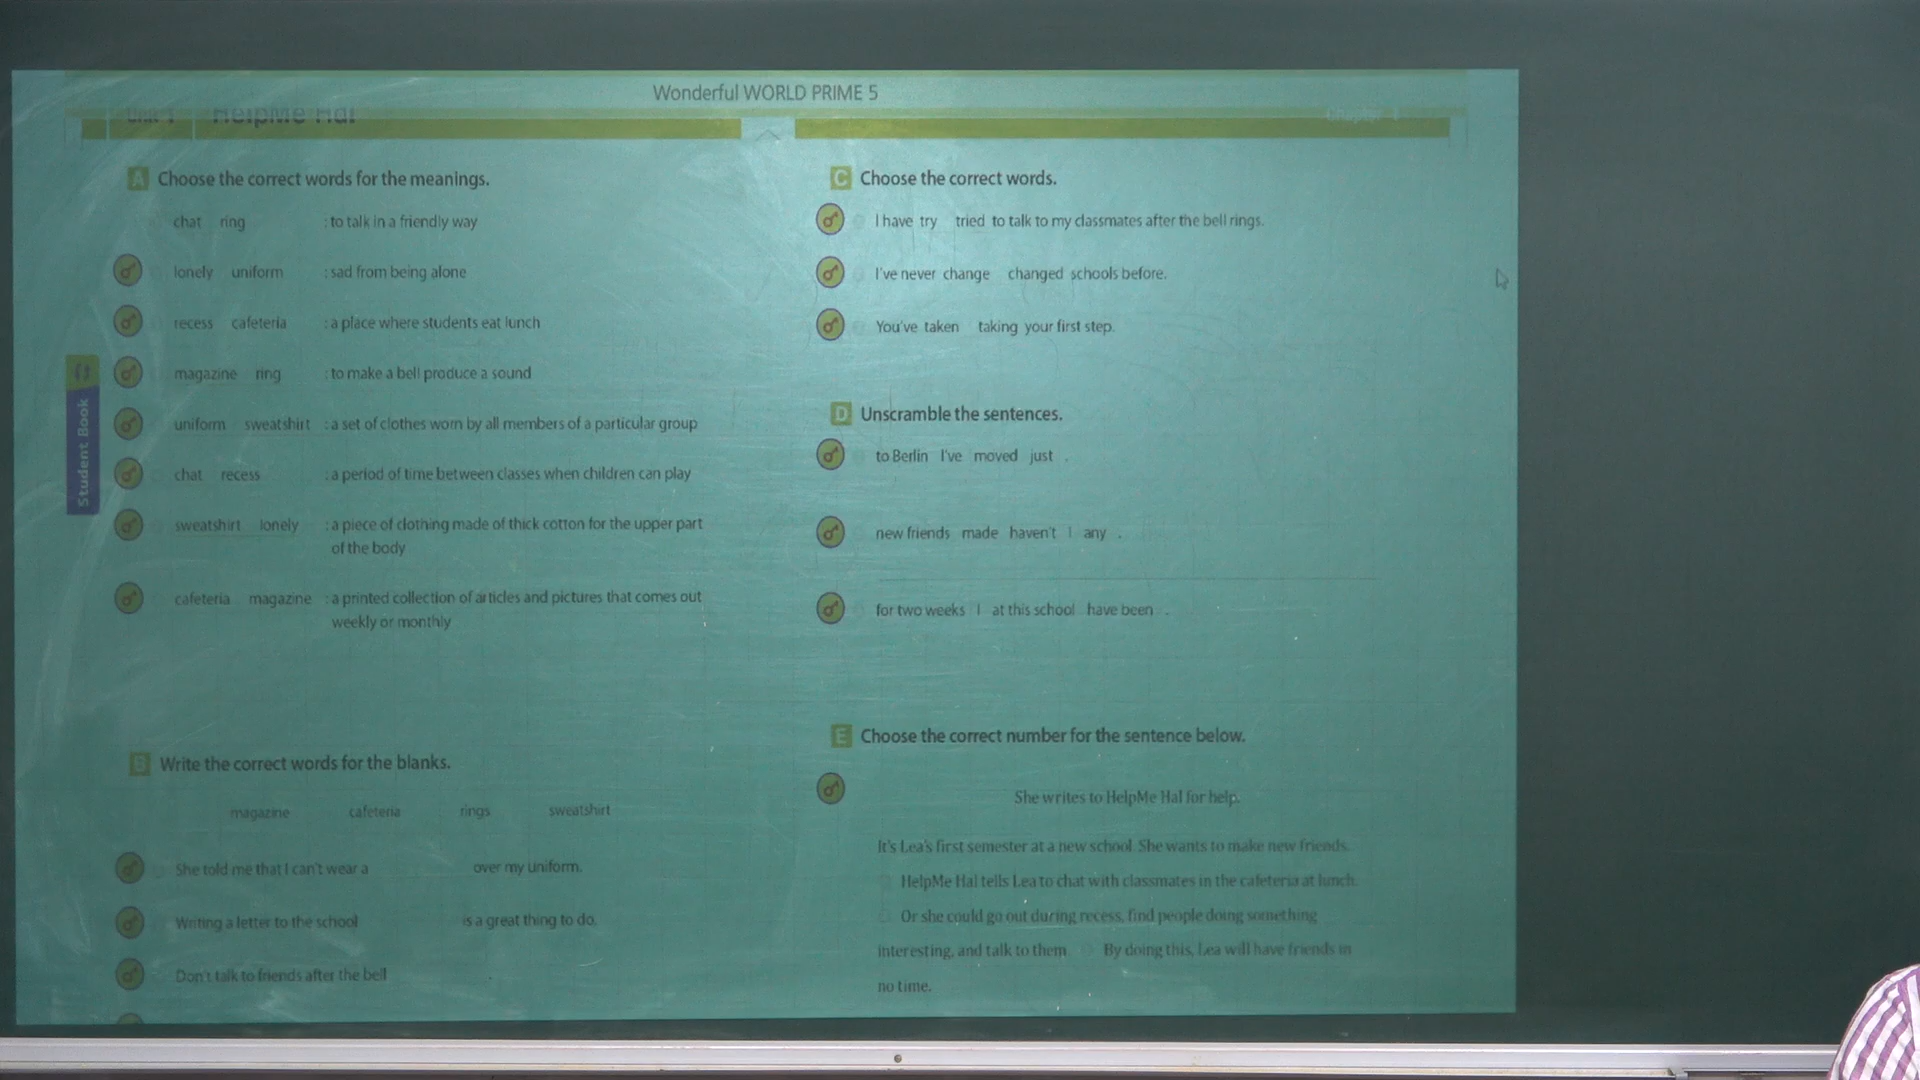 Wonderful WORLD PRIME 5
Unit 1 HelpMe Hal
Chapter 1
Student Book
A Choose the correct words for the meanings.
chat ring : to talk in a friendly way
lonely uniform : sad from being alone
recess cafeteria : a place where students eat lunch
magazine ring : to make a bell produce a sound
uniform sweatshirt : a set of clothes worn by all members of a particular group
chat recess : a period of time between classes when children can play
sweatshirt lonely : a piece of clothing made of thick cotton for the upper part
of the body
cafeteria magazine : a printed collection of articles and pictures that comes out
weekly or monthly
B Write the correct words for the blanks.
magazine cafeteria rings sweatshirt
She told me that I can't wear a over my uniform.
Writing a letter to the school is a great thing to do.
Don't talk to friends after the bell
C Choose the correct words.
I have try tried to talk to my classmates after the bell rings.
I've never change changed schools before.
You've taken taking your first step.
D Unscramble the sentences.
to Berlin I've moved just .
new friends made haven't I any .
for two weeks I at this school have been .
E Choose the correct number for the sentence below.
She writes to HelpMe Hal for help.
It's Lea's first semester at a new school. She wants to make new friends.
HelpMe Hal tells Lea to chat with classmates in the cafeteria at lunch.
Or she could go out during recess, find people doing something
interesting, and talk to them. By doing this, Lea will have friends in
no time.